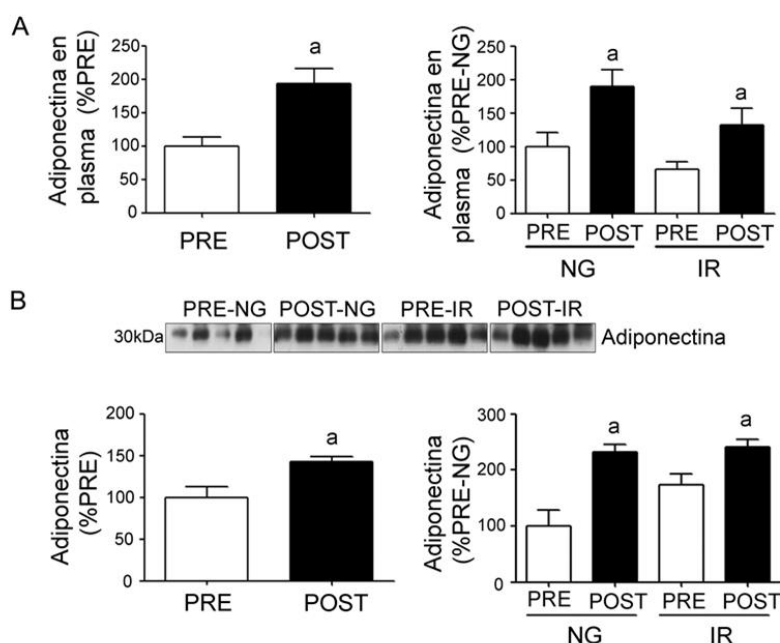 A
Adiponectina en
plasma (%PRE)
250
200
150
100
50
0
a
PRE POST
Adiponectina en
plasma (%PRE-NG)
250
200
150
100
50
0
a
a
PRE POST PRE POST
NG IR
B
PRE-NG POST-NG PRE-IR POST-IR
30kDa
Adiponectina
Adiponectina
(%PRE)
200
150
100
50
0
a
PRE POST
Adiponectina
(%PRE-NG)
300
200
100
0
a
a
PRE POST PRE POST
NG IR